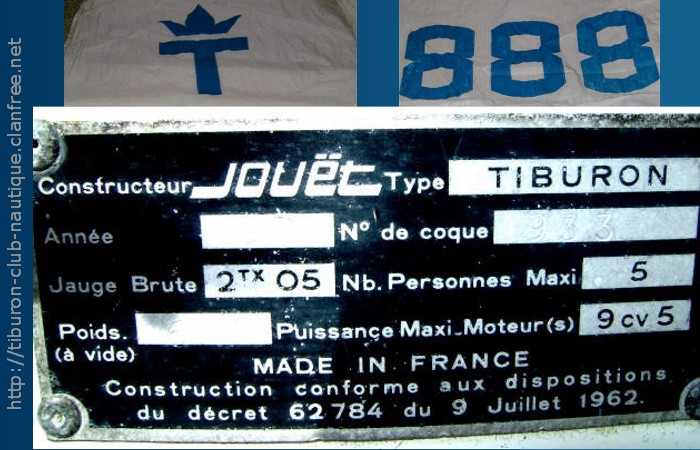 T
888
http://tiburon-club-nautique.clanfree.net
Constructeur JOUËT Type TIBURON
Année N° de coque 933
Jauge Brute 2TX 05 Nb. Personnes Maxi 5
Poids. (à vide) Puissance Maxi_Moteur(s) 9 cv 5
MADE IN FRANCE
Construction conforme aux dispositions
du décret 62784 du 9 Juillet 1962.